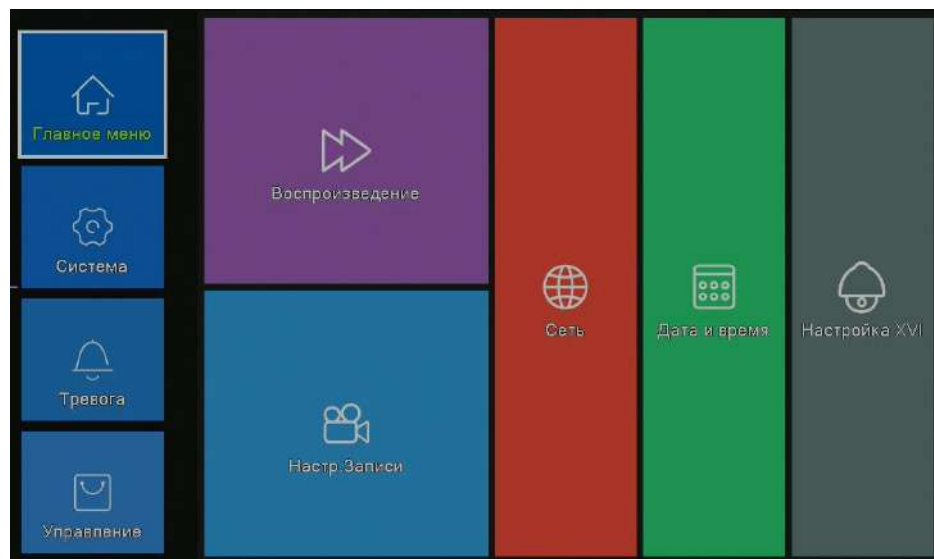 Главное меню
Система
Тревога
Управление
Воспроизведение
Настр.Записи
Сеть
Дата и время
Настройка XVI